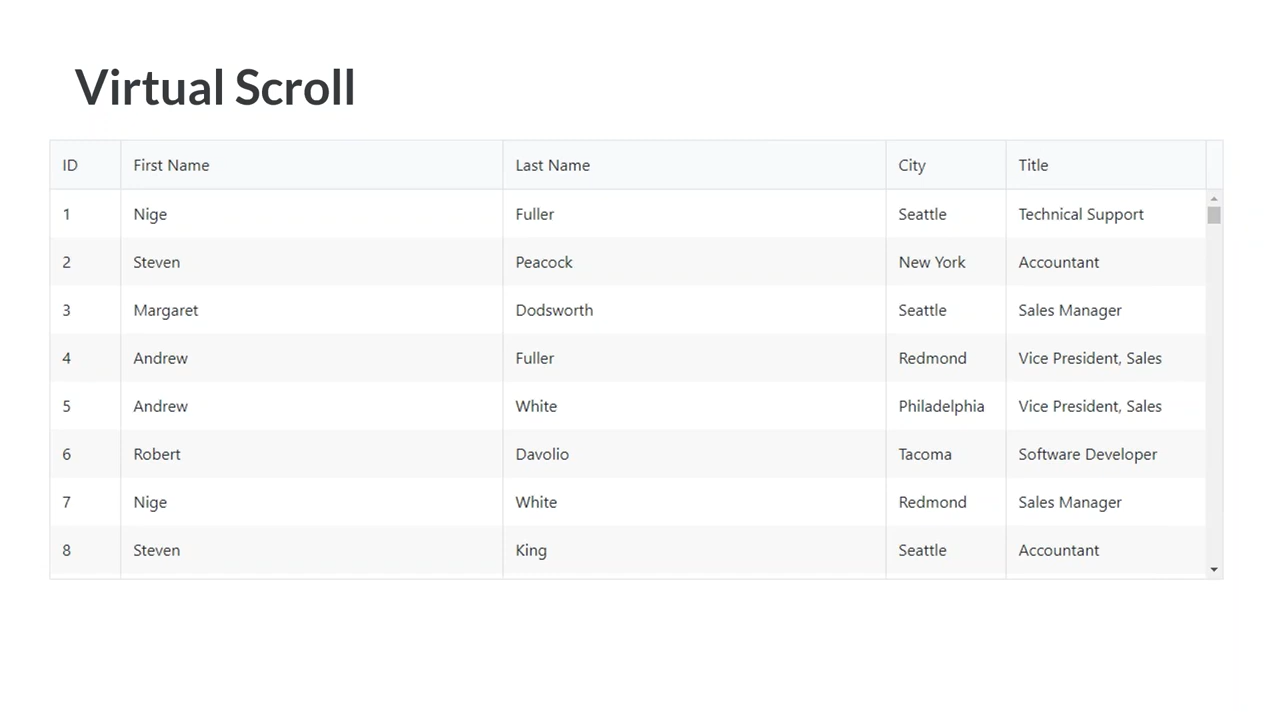 Virtual Scroll
ID First Name Last Name City Title
1 Nige Fuller Seattle Technical Support
2 Steven Peacock New York Accountant
3 Margaret Dodsworth Seattle Sales Manager
4 Andrew Fuller Redmond Vice President, Sales
5 Andrew White Philadelphia Vice President, Sales
6 Robert Davolio Tacoma Software Developer
7 Nige White Redmond Sales Manager
8 Steven King Seattle Accountant